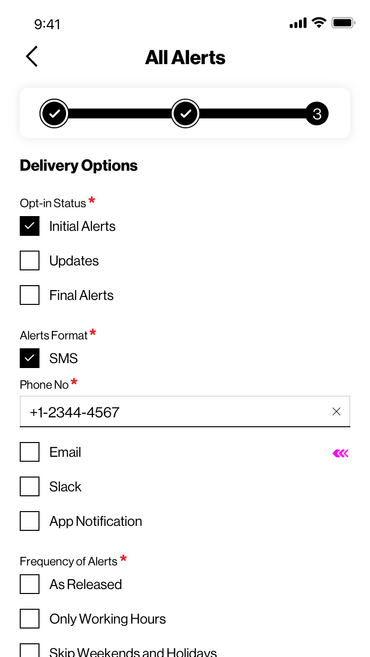 9:41
All Alerts
3
Delivery Options
Opt-in Status *
Initial Alerts
Updates
Final Alerts
Alerts Format *
SMS
Phone No *
+1-2344-4567
Email
Slack
App Notification
Frequency of Alerts *
As Released
Only Working Hours
Skip Weekends and Holidays